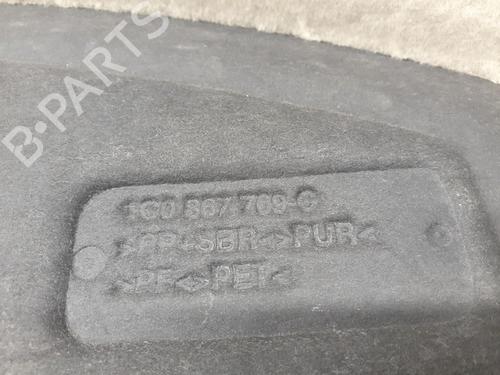 B-PARTS
1C0 867 769-C
>PP+SBR<>PUR<
>PF<>PET<